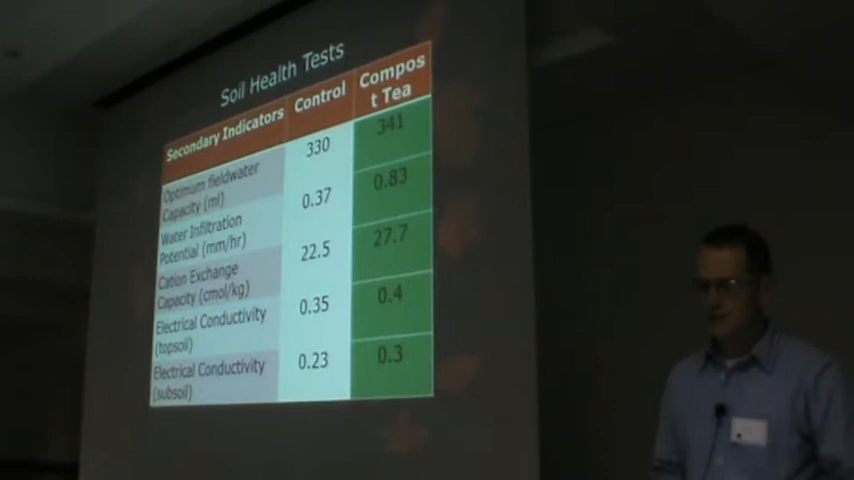 Soil Health Tests
Secondary Indicators Control Compos
t Tea
Optimum fieldwater
Capacity (ml) 330 341
Water Infiltration
Potential (mm/hr) 0.37 0.83
Cation Exchange
Capacity (cmol/kg) 22.5 27.7
Electrical Conductivity
(topsoil) 0.35 0.4
Electrical Conductivity
(subsoil) 0.23 0.3